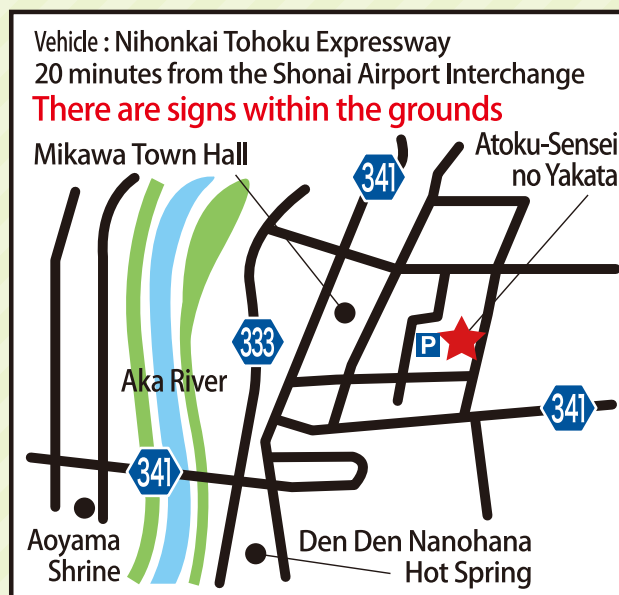 Vehicle : Nihonkai Tohoku Expressway
20 minutes from the Shonai Airport Interchange
There are signs within the grounds
Mikawa Town Hall
Atoku-Sensei
no Yakata
341
333
P
Aka River
341
341
Aoyama
Shrine
Den Den Nanohana
Hot Spring